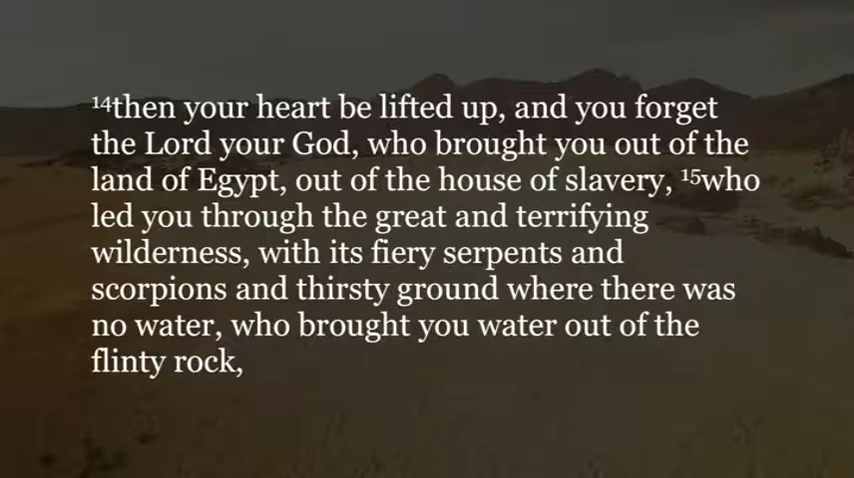 ¹⁴then your heart be lifted up, and you forget
the Lord your God, who brought you out of the
land of Egypt, out of the house of slavery, ¹⁵who
led you through the great and terrifying
wilderness, with its fiery serpents and
scorpions and thirsty ground where there was
no water, who brought you water out of the
flinty rock,